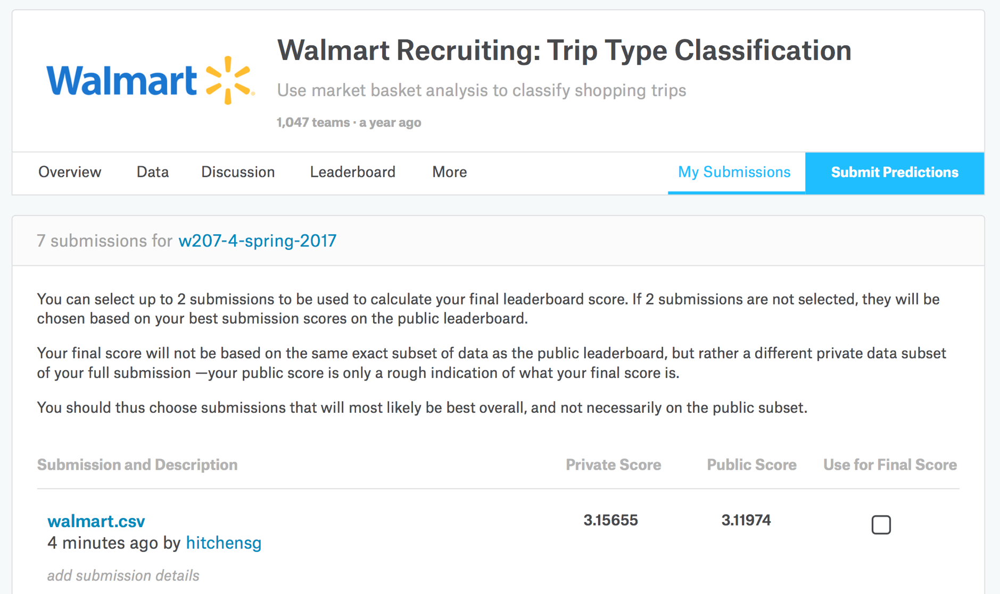 Walmart
Walmart Recruiting: Trip Type Classification
Use market basket analysis to classify shopping trips
1,047 teams · a year ago
Overview Data Discussion Leaderboard More My Submissions Submit Predictions
7 submissions for w207-4-spring-2017
You can select up to 2 submissions to be used to calculate your final leaderboard score. If 2 submissions are not selected, they will be
chosen based on your best submission scores on the public leaderboard.
Your final score will not be based on the same exact subset of data as the public leaderboard, but rather a different private data subset
of your full submission —your public score is only a rough indication of what your final score is.
You should thus choose submissions that will most likely be best overall, and not necessarily on the public subset.
Submission and Description Private Score Public Score Use for Final Score
walmart.csv 3.15655 3.11974
4 minutes ago by hitchensg
add submission details